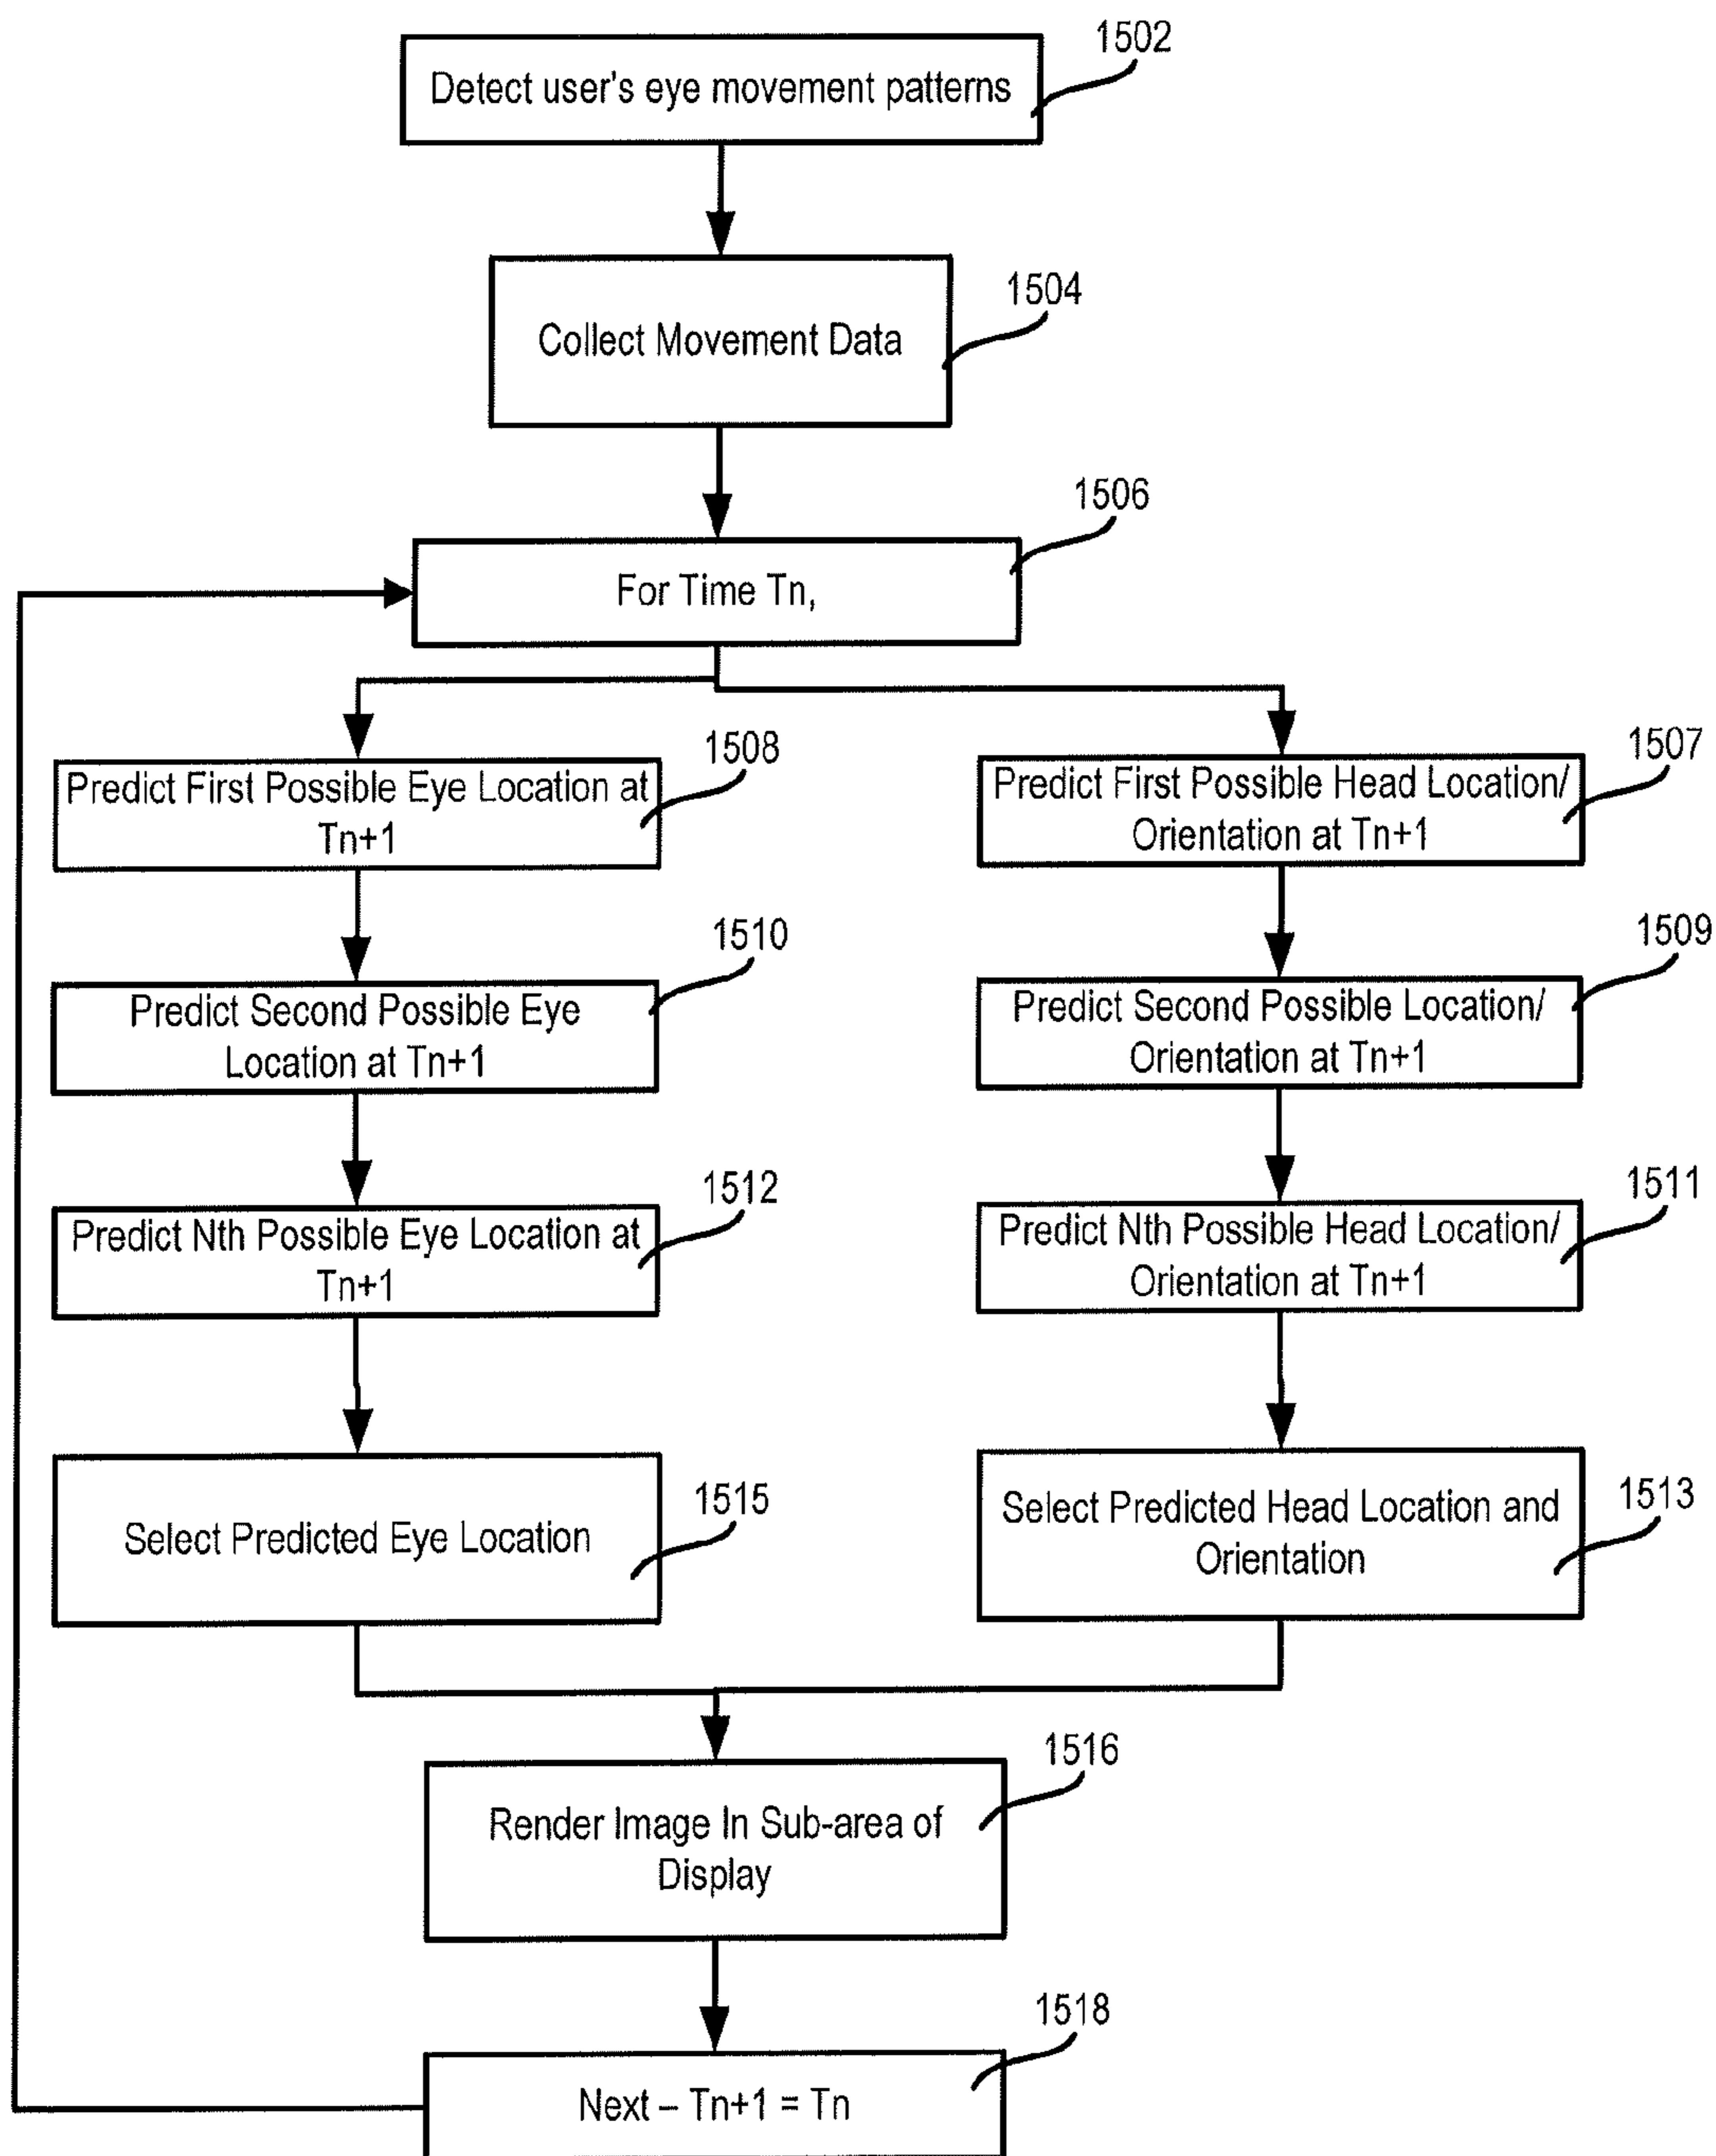 1502
Detect user's eye movement patterns
1504
Collect Movement Data
1506
For Time Tn,
1508
Predict First Possible Eye Location at
Tn+1
1507
Predict First Possible Head Location/
Orientation at Tn+1
1510
Predict Second Possible Eye
Location at Tn+1
1509
Predict Second Possible Location/
Orientation at Tn+1
1512
Predict Nth Possible Eye Location at
Tn+1
1511
Predict Nth Possible Head Location/
Orientation at Tn+1
1515
Select Predicted Eye Location
1513
Select Predicted Head Location and
Orientation
1516
Render Image In Sub-area of
Display
1518
Next – Tn+1 = Tn